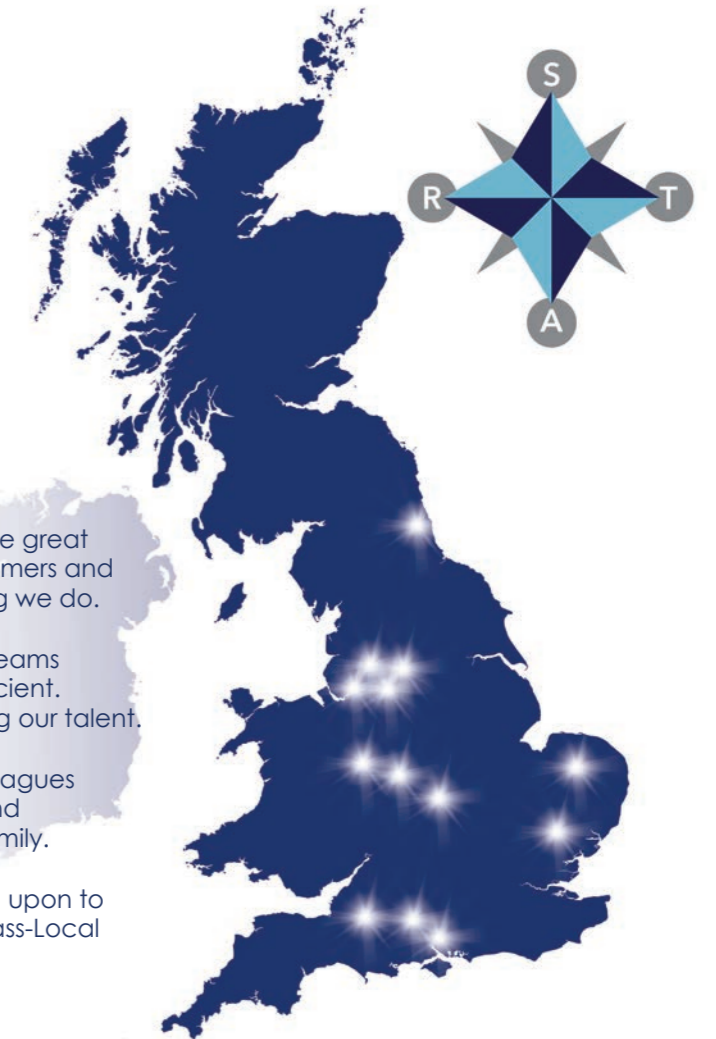 S
R T
A
e great
mers and
g we do.
eams
cient.
g our talent.
agues
nd
mily.
upon to
ass-Local